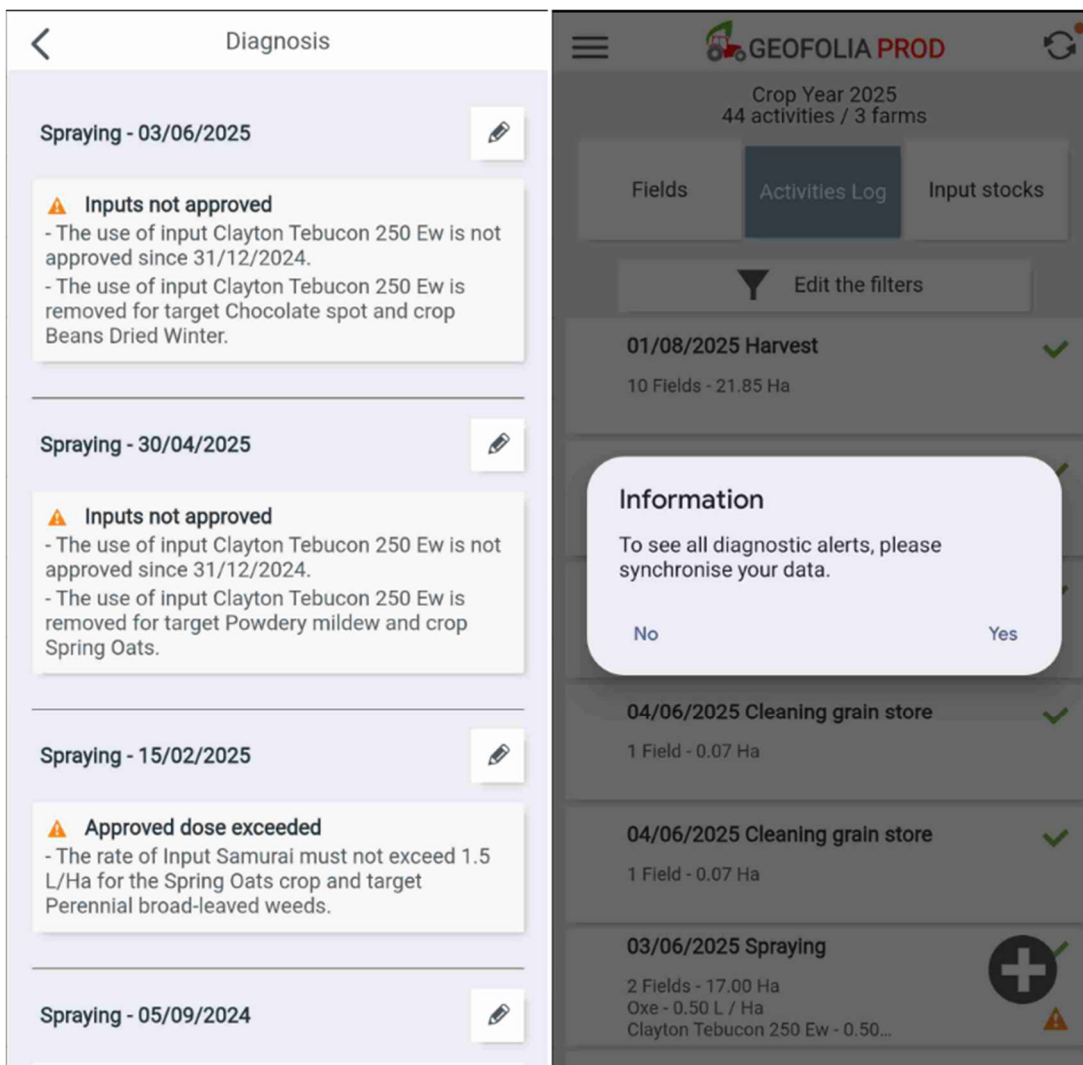 Diagnosis
Spraying - 03/06/2025
Inputs not approved
- The use of input Clayton Tebucon 250 Ew is not
approved since 31/12/2024.
- The use of input Clayton Tebucon 250 Ew is
removed for target Chocolate spot and crop
Beans Dried Winter.
Spraying - 30/04/2025
Inputs not approved
- The use of input Clayton Tebucon 250 Ew is not
approved since 31/12/2024.
- The use of input Clayton Tebucon 250 Ew is
removed for target Powdery mildew and crop
Spring Oats.
Spraying - 15/02/2025
Approved dose exceeded
- The rate of Input Samurai must not exceed 1.5
L/Ha for the Spring Oats crop and target
Perennial broad-leaved weeds.
Spraying - 05/09/2024
GEOFOLIA PROD
Crop Year 2025
44 activities / 3 farms
Fields
Activities Log
Input stocks
Edit the filters
01/08/2025 Harvest
10 Fields - 21.85 Ha
Information
To see all diagnostic alerts, please
synchronise your data.
No
Yes
04/06/2025 Cleaning grain store
1 Field - 0.07 Ha
04/06/2025 Cleaning grain store
1 Field - 0.07 Ha
03/06/2025 Spraying
2 Fields - 17.00 Ha
Oxe - 0.50 L / Ha
Clayton Tebucon 250 Ew - 0.50...